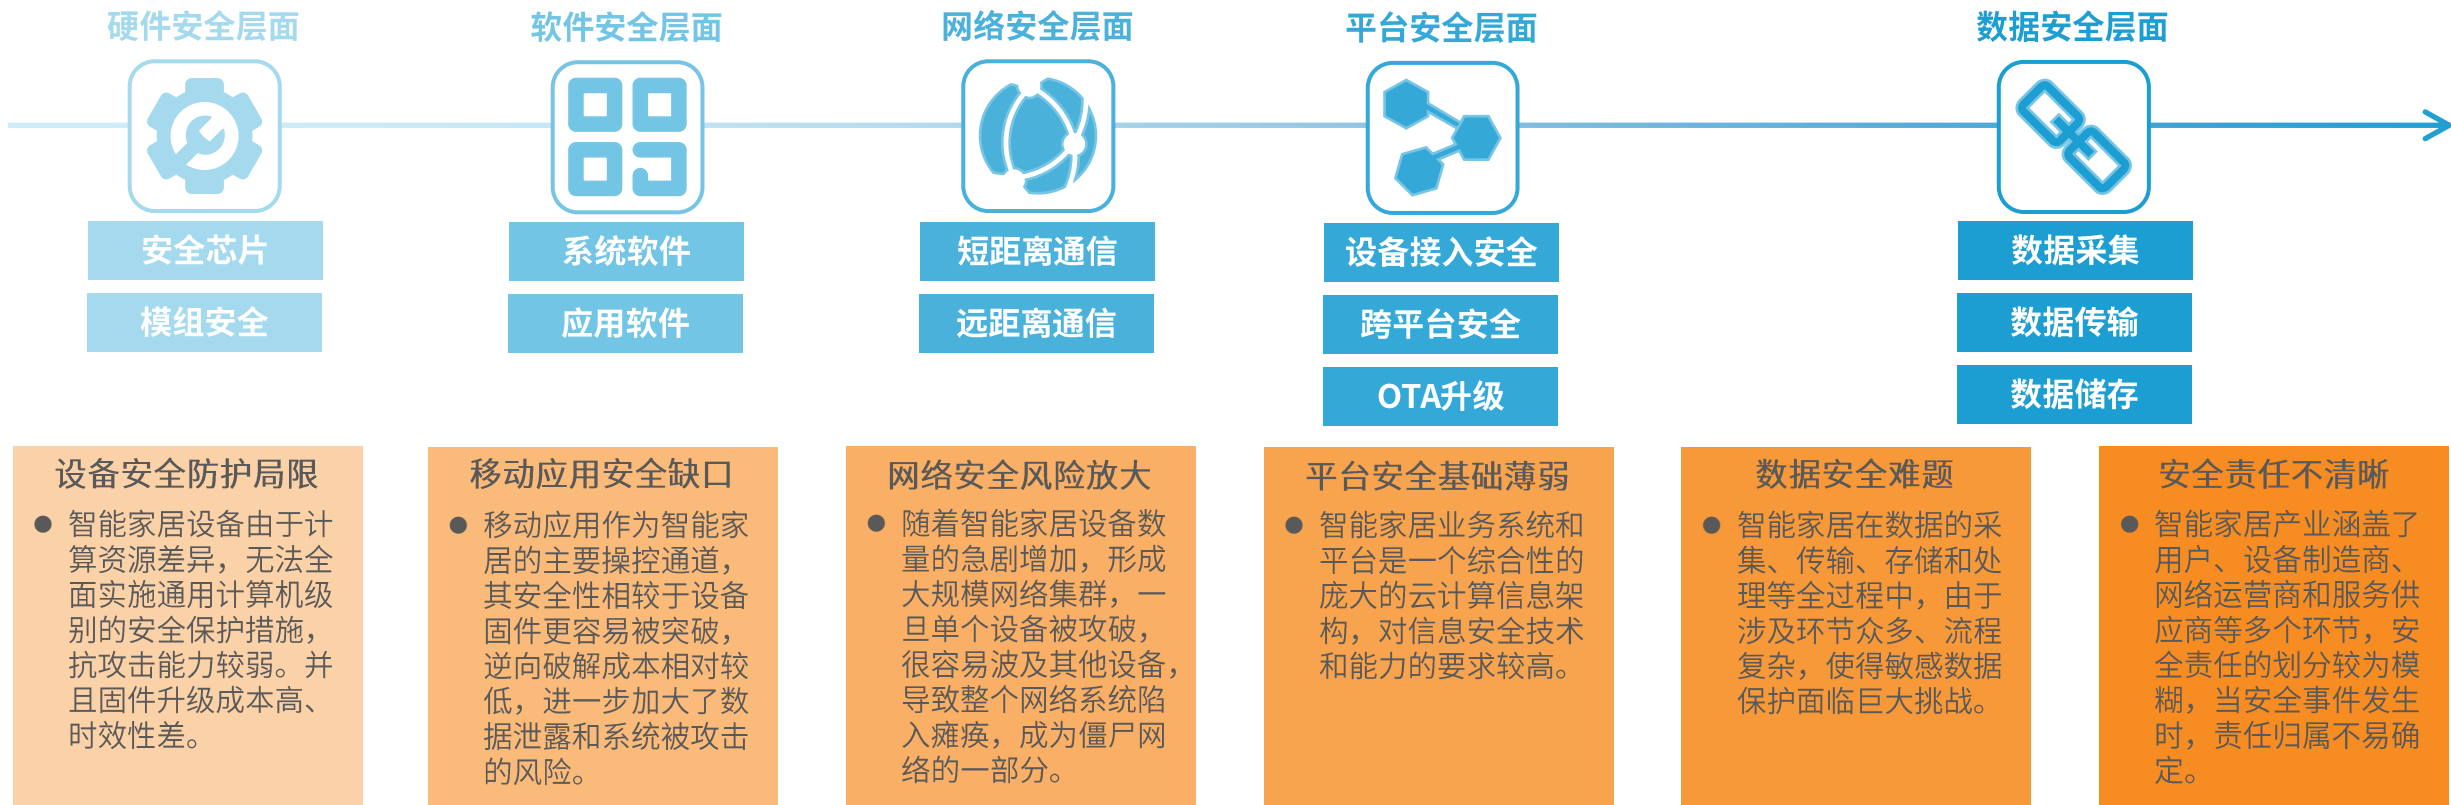 硬件安全层面
软件安全层面
网络安全层面
平台安全层面
数据安全层面
安全芯片
模组安全
系统软件
应用软件
短距离通信
远距离通信
设备接入安全
跨平台安全
OTA升级
数据采集
数据传输
数据储存
设备安全防护局限
● 智能家居设备由于计
算资源差异，无法全
面实施通用计算机级
别的安全保护措施，
抗攻击能力较弱。并
且固件升级成本高、
时效性差。
移动应用安全缺口
● 移动应用作为智能家
居的主要操控通道，
其安全性相较于设备
固件更容易被突破，
逆向破解成本相对较
低，进一步加大了数
据泄露和系统被攻击
的风险。
网络安全风险放大
● 随着智能家居设备数
量的急剧增加，形成
大规模网络集群，一
旦单个设备被攻破，
很容易波及其他设备，
导致整个网络系统陷
入瘫痪，成为僵尸网
络的一部分。
平台安全基础薄弱
● 智能家居业务系统和
平台是一个综合性的
庞大的云计算信息架
构，对信息安全技术
和能力的要求较高。
数据安全难题
● 智能家居在数据的采
集、传输、存储和处
理等全过程中，由于
涉及环节众多、流程
复杂，使得敏感数据
保护面临巨大挑战。
安全责任不清晰
● 智能家居产业涵盖了
用户、设备制造商、
网络运营商和服务供
应商等多个环节，安
全责任的划分较为模
糊，当安全事件发生
时，责任归属不易确
定。